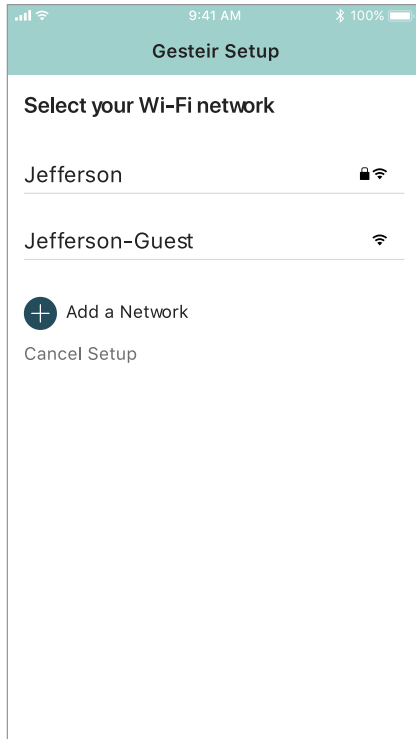 9:41 AM
100%
Gesteir Setup
Select your Wi-Fi network
Jefferson
Jefferson-Guest
Add a Network
Cancel Setup